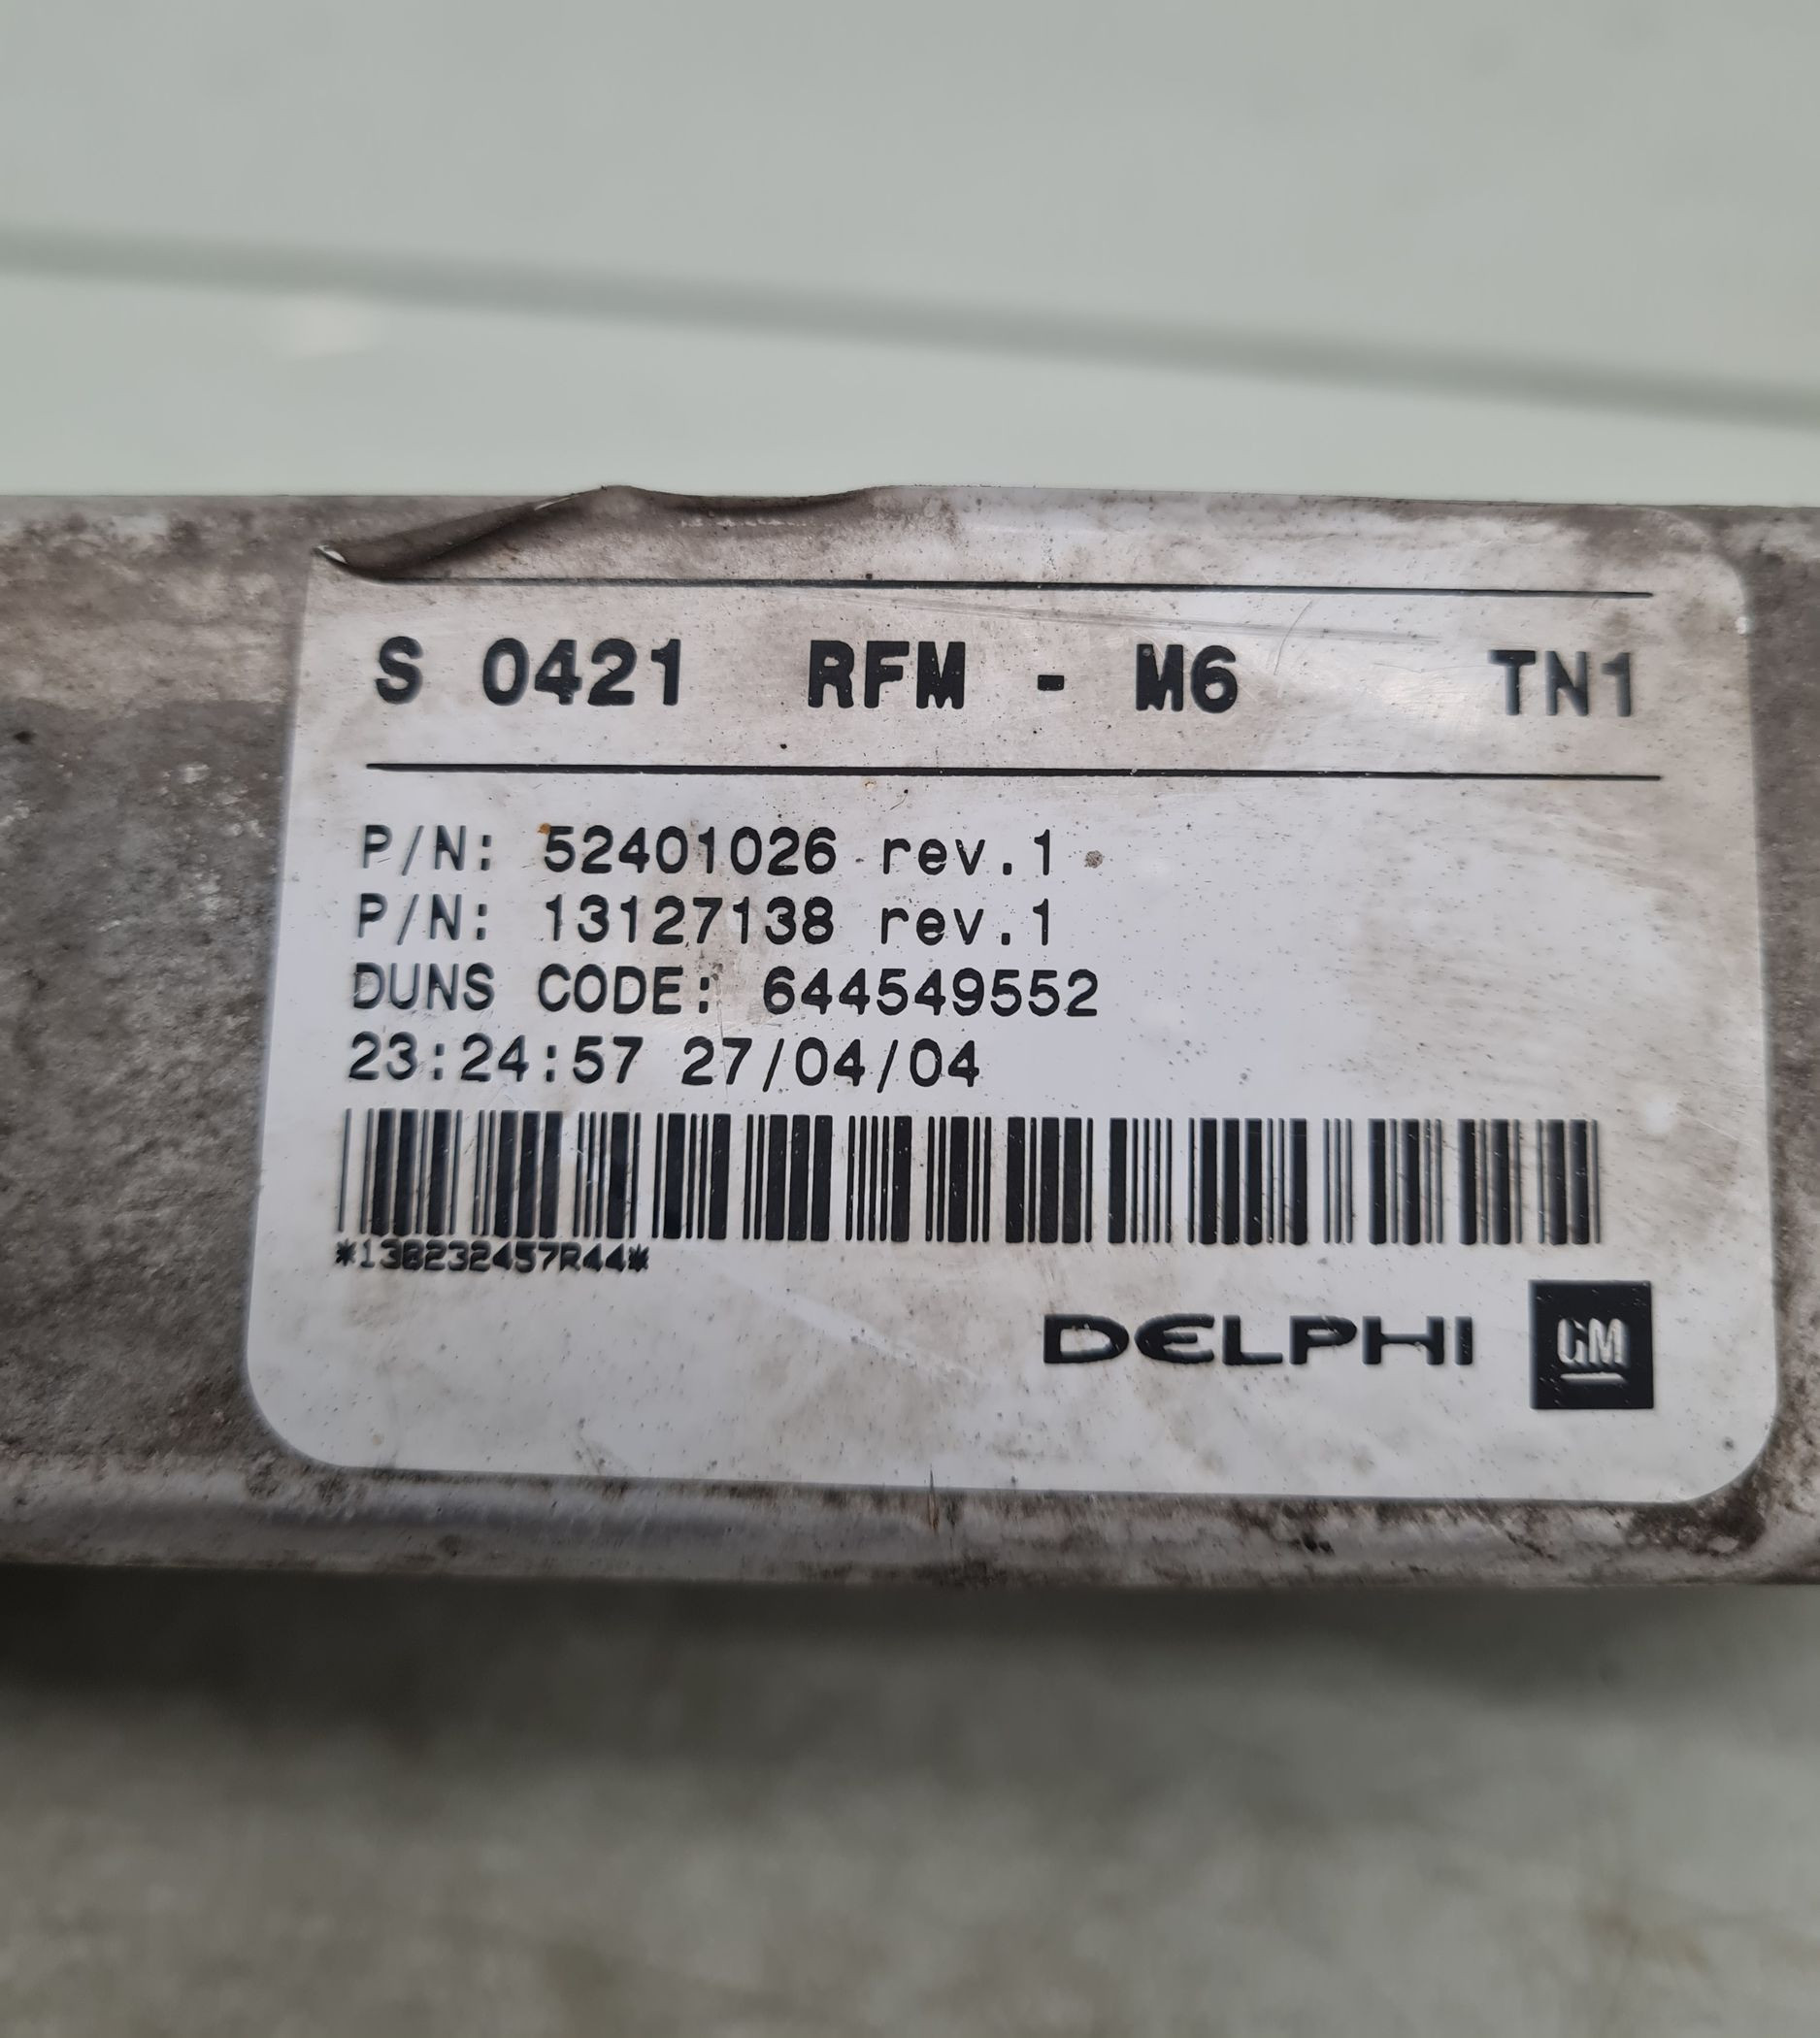 S 0421 RFM - M6 TN1
P/N: 52401026 rev.1
P/N: 13127138 rev.1
DUNS CODE: 644549552
23:24:57 27/04/04
*138232457R44*
DELPHI GM